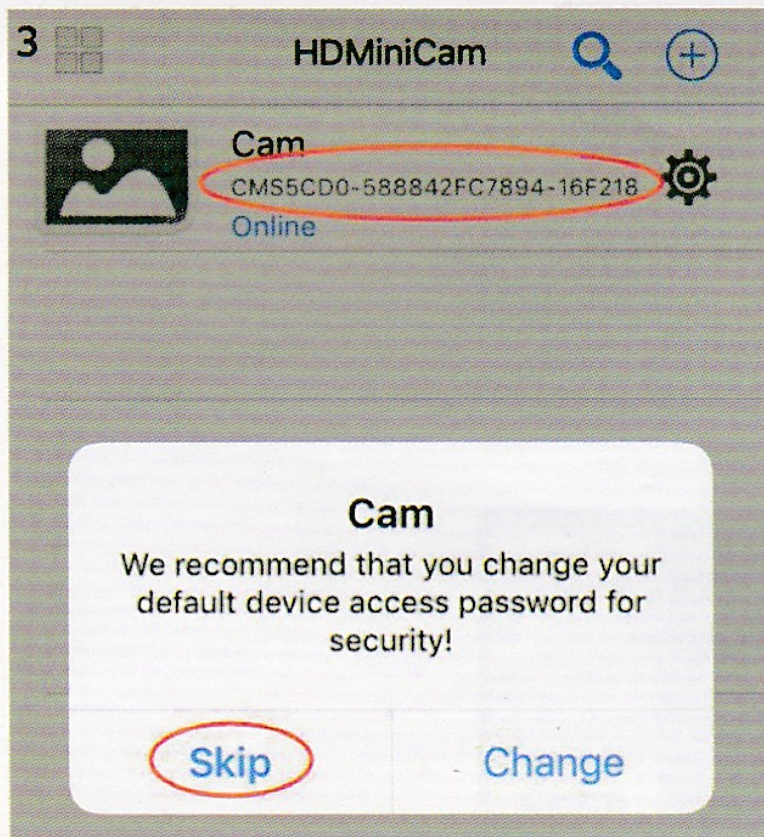 3
HDMiniCam
Cam
CMS5CD0-588842FC7894-16F218
Online
Cam
We recommend that you change your
default device access password for
security!
Skip
Change